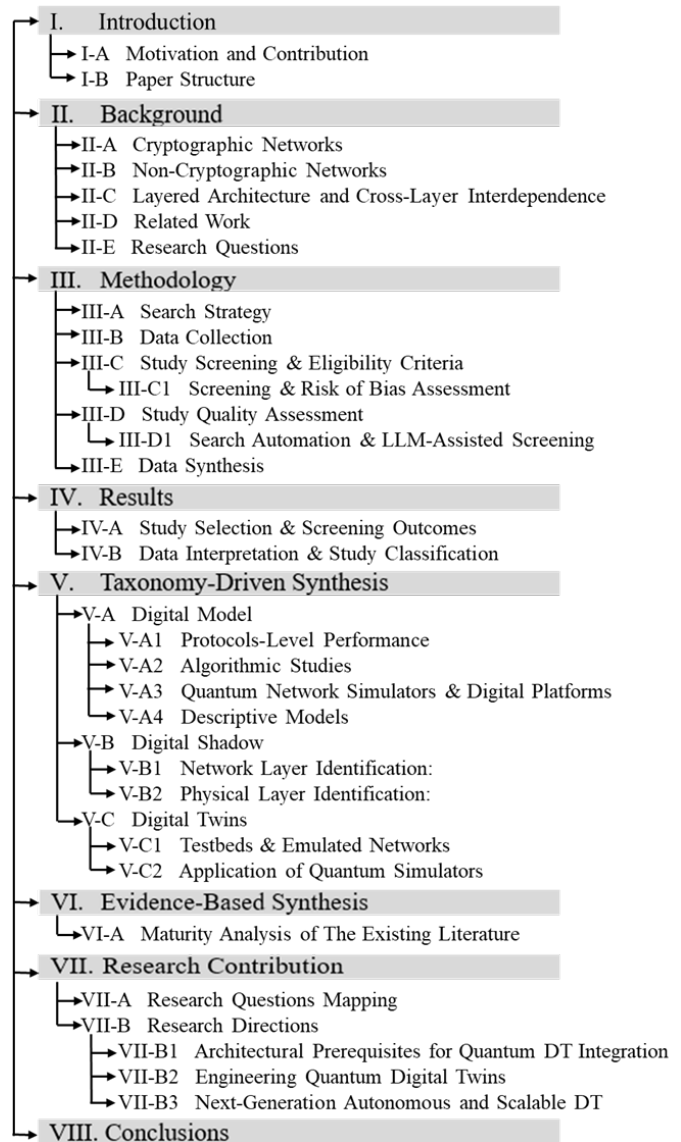 I. Introduction
I-A Motivation and Contribution
I-B Paper Structure
II. Background
II-A Cryptographic Networks
II-B Non-Cryptographic Networks
II-C Layered Architecture and Cross-Layer Interdependence
II-D Related Work
II-E Research Questions
III. Methodology
III-A Search Strategy
III-B Data Collection
III-C Study Screening & Eligibility Criteria
III-C1 Screening & Risk of Bias Assessment
III-D Study Quality Assessment
III-D1 Search Automation & LLM-Assisted Screening
III-E Data Synthesis
IV. Results
IV-A Study Selection & Screening Outcomes
IV-B Data Interpretation & Study Classification
V. Taxonomy-Driven Synthesis
V-A Digital Model
V-A1 Protocols-Level Performance
V-A2 Algorithmic Studies
V-A3 Quantum Network Simulators & Digital Platforms
V-A4 Descriptive Models
V-B Digital Shadow
V-B1 Network Layer Identification:
V-B2 Physical Layer Identification:
V-C Digital Twins
V-C1 Testbeds & Emulated Networks
V-C2 Application of Quantum Simulators
VI. Evidence-Based Synthesis
VI-A Maturity Analysis of The Existing Literature
VII. Research Contribution
VII-A Research Questions Mapping
VII-B Research Directions
VII-B1 Architectural Prerequisites for Quantum DT Integration
VII-B2 Engineering Quantum Digital Twins
VII-B3 Next-Generation Autonomous and Scalable DT
VIII. Conclusions